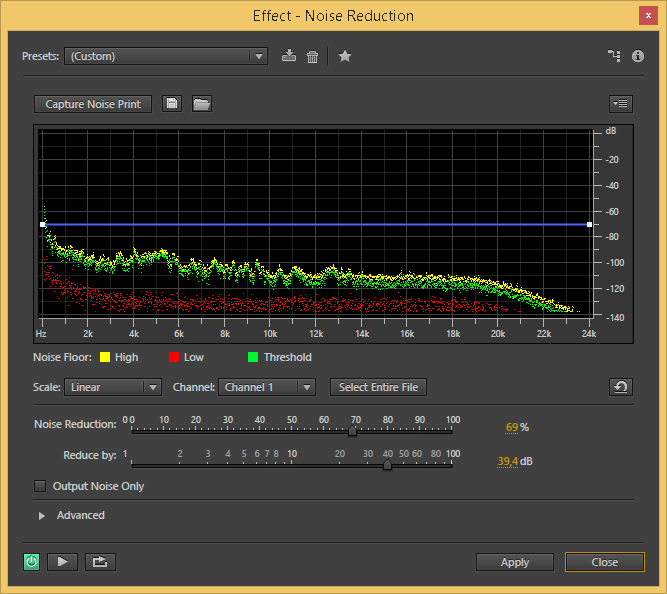 Effect - Noise Reduction
x
Presets: (Custom)
Capture Noise Print
dB
-20
-40
-60
-80
-100
-120
-140
Hz 2k 4k 6k 8k 10k 12k 14k 16k 18k 20k 22k 24k
Noise Floor: High Low Threshold
Scale: Linear Channel: Channel 1 Select Entire File
0 0 10 20 30 40 50 60 70 80 90 100
Noise Reduction: 69 %
1 2 3 4 5 6 7 8 10 20 30 40 50 60 80 100
Reduce by: 39,4 dB
Output Noise Only
Advanced
Apply Close